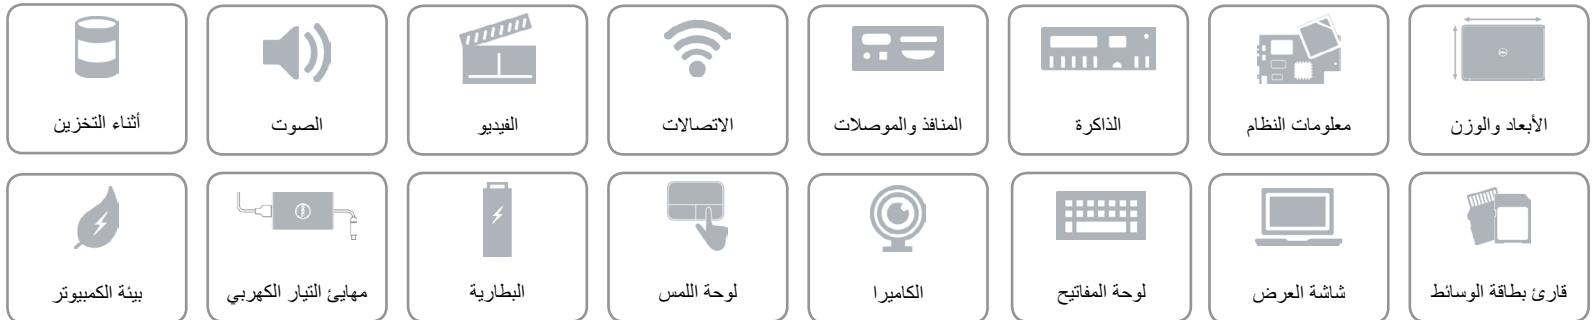 الأبعاد والوزن
معلومات النظام
الذاكرة
المنافذ والموصلات
الاتصالات
الفيديو
الصوت
أثناء التخزين
قارئ بطاقة الوسائط
شاشة العرض
لوحة المفاتيح
الكاميرا
لوحة اللمس
البطارية
مهايئ التيار الكهربي
بيئة الكمبيوتر